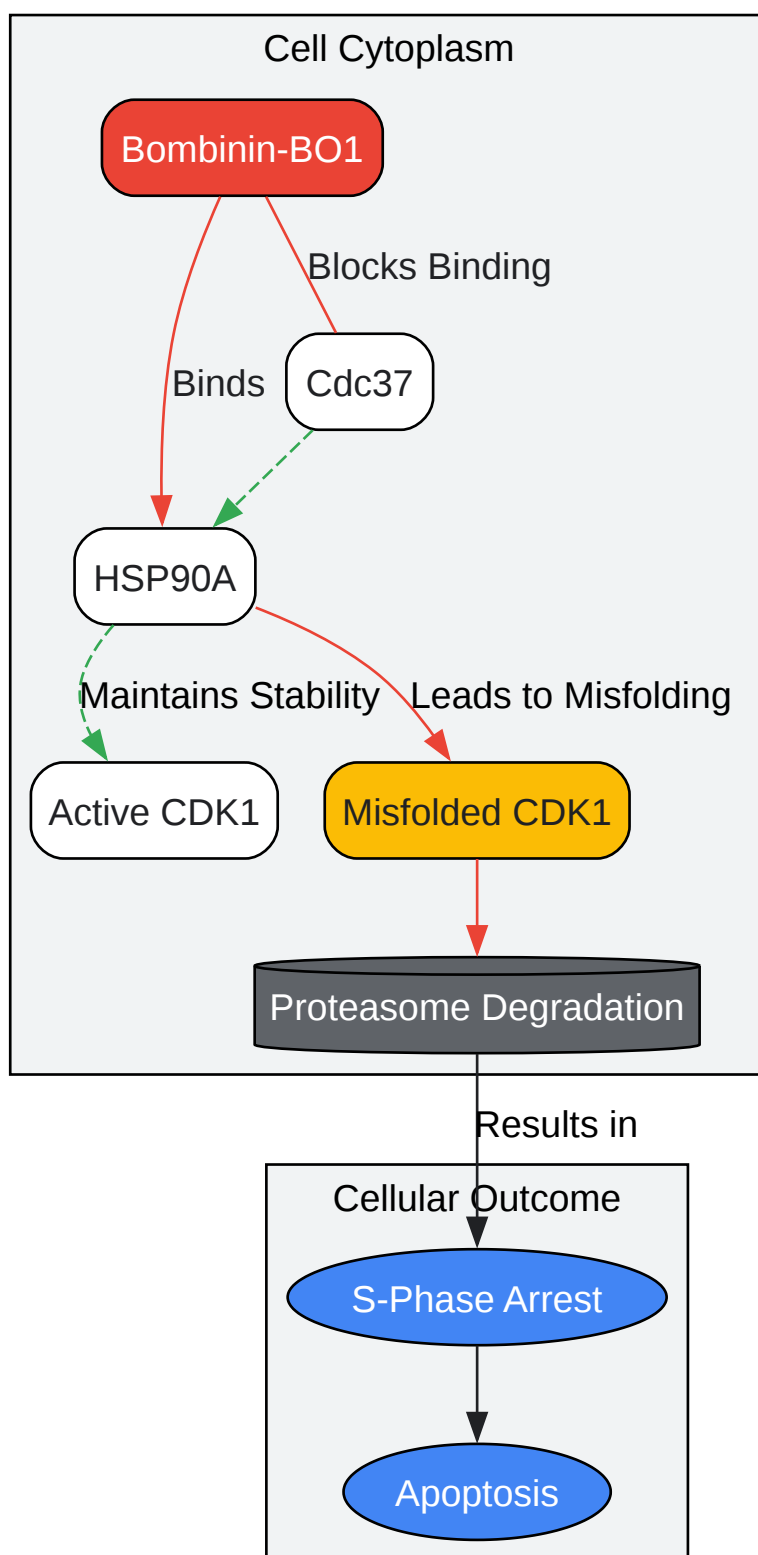 Cell Cytoplasm
Bombinin-BO1
Blocks Binding
Binds
Cdc37
HSP90A
Maintains Stability
Leads to Misfolding
Active CDK1
Misfolded CDK1
Proteasome Degradation
Results in
Cellular Outcome
S-Phase Arrest
Apoptosis